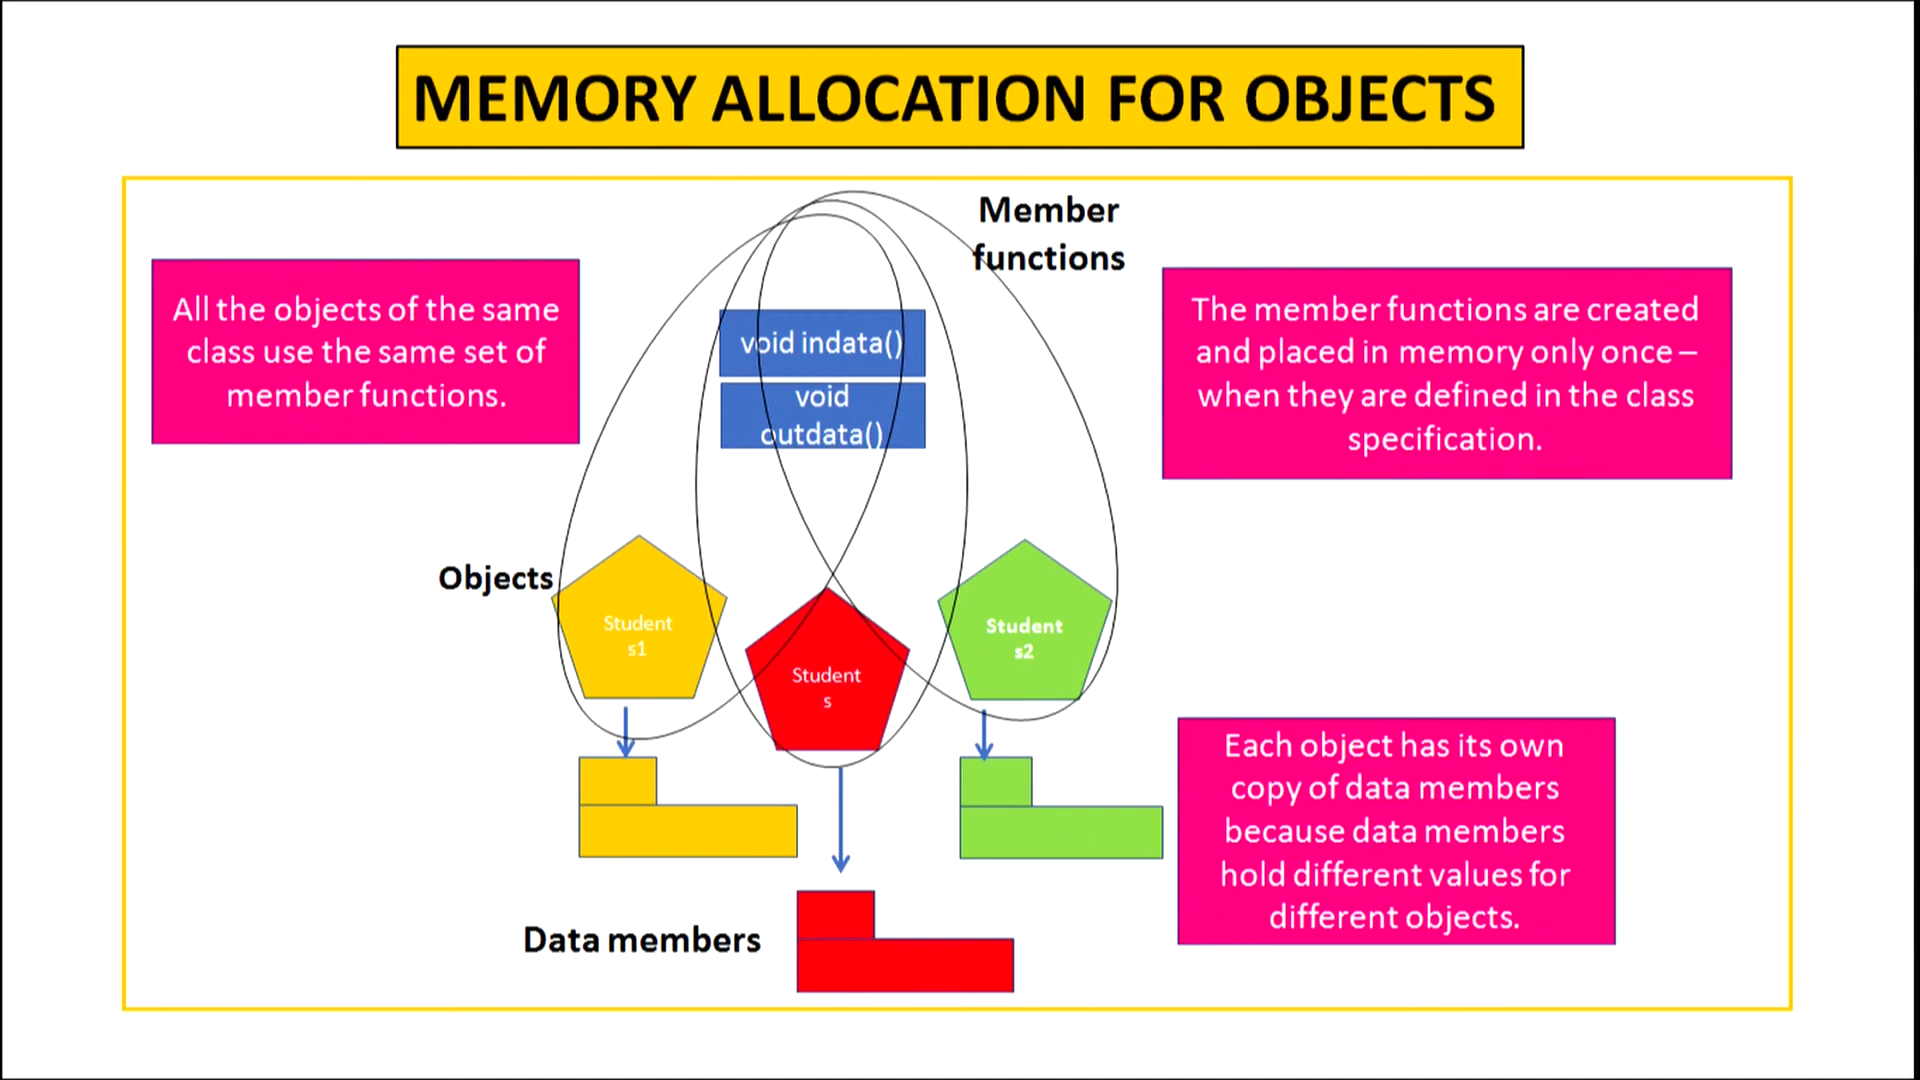 MEMORY ALLOCATION FOR OBJECTS
Member
functions
All the objects of the same
class use the same set of
member functions.
void indata()
void
outdata()
The member functions are created
and placed in memory only once –
when they are defined in the class
specification.
Objects
Student
s1
Student
s
Student
s2
Each object has its own
copy of data members
because data members
hold different values for
different objects.
Data members